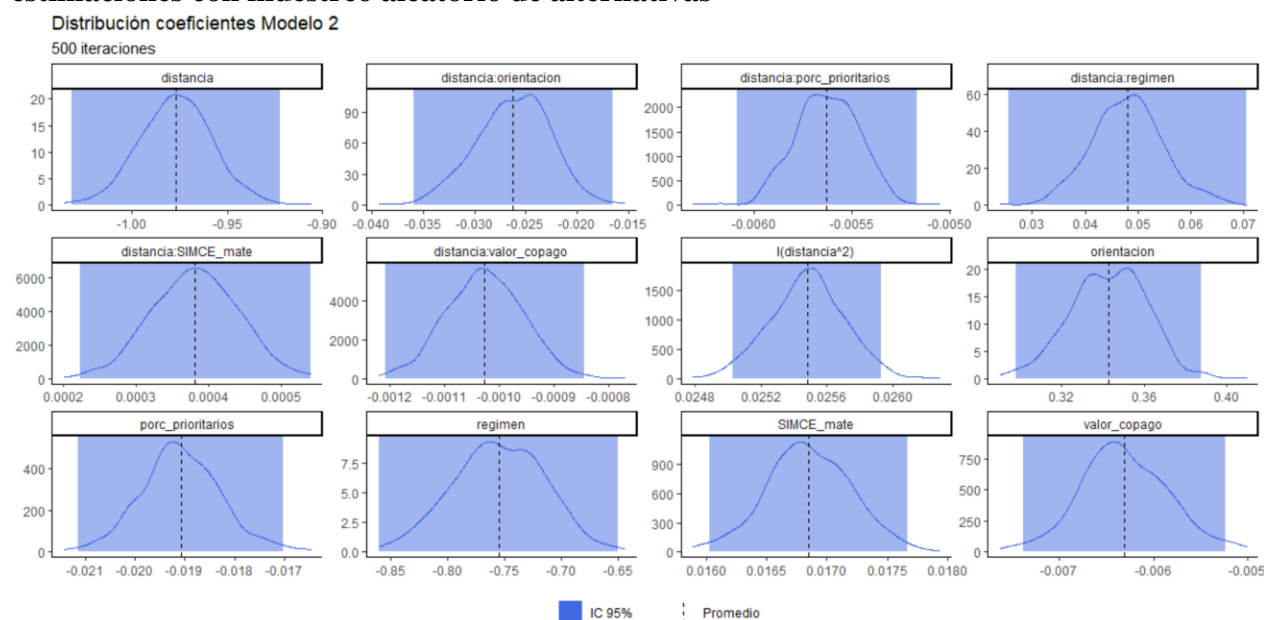 estimaciones con muestreo aleatorio de alternativas
Distribución coeficientes Modelo 2
500 iteraciones
distancia
distancia:orientacion
distancia:porc_prioritarios
distancia:regimen
20
15
10
5
0
90
60
30
0
2000
1500
1000
500
0
60
40
20
0
-1.00 -0.95 -0.90
-0.040 -0.035 -0.030 -0.025 -0.020 -0.015
-0.0060 -0.0055 -0.0050
0.03 0.04 0.05 0.06 0.07
distancia:SIMCE_mate
distancia:valor_copago
I(distancia^2)
orientacion
6000
4000
2000
0
4000
2000
0
1500
1000
500
0
20
15
10
5
0
0.0002 0.0003 0.0004 0.0005
-0.0012 -0.0011 -0.0010 -0.0009 -0.0008
0.0248 0.0252 0.0256 0.0260
0.32 0.36 0.40
porc_prioritarios
regimen
SIMCE_mate
valor_copago
400
200
0
7.5
5.0
2.5
0.0
900
600
300
0
750
500
250
0
-0.021 -0.020 -0.019 -0.018 -0.017
-0.85 -0.80 -0.75 -0.70 -0.65
0.0160 0.0165 0.0170 0.0175 0.0180
-0.007 -0.006 -0.005
IC 95% Promedio